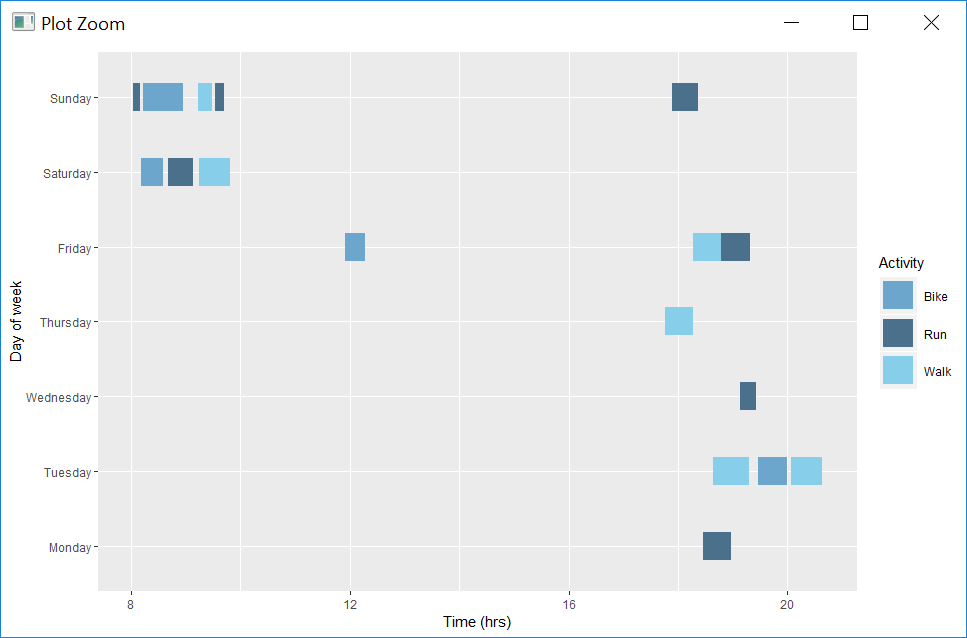 Plot Zoom
Sunday
Saturday
Friday
Thursday
Wednesday
Tuesday
Monday
Day of week
8 12 16 20
Time (hrs)
Activity
Bike
Run
Walk